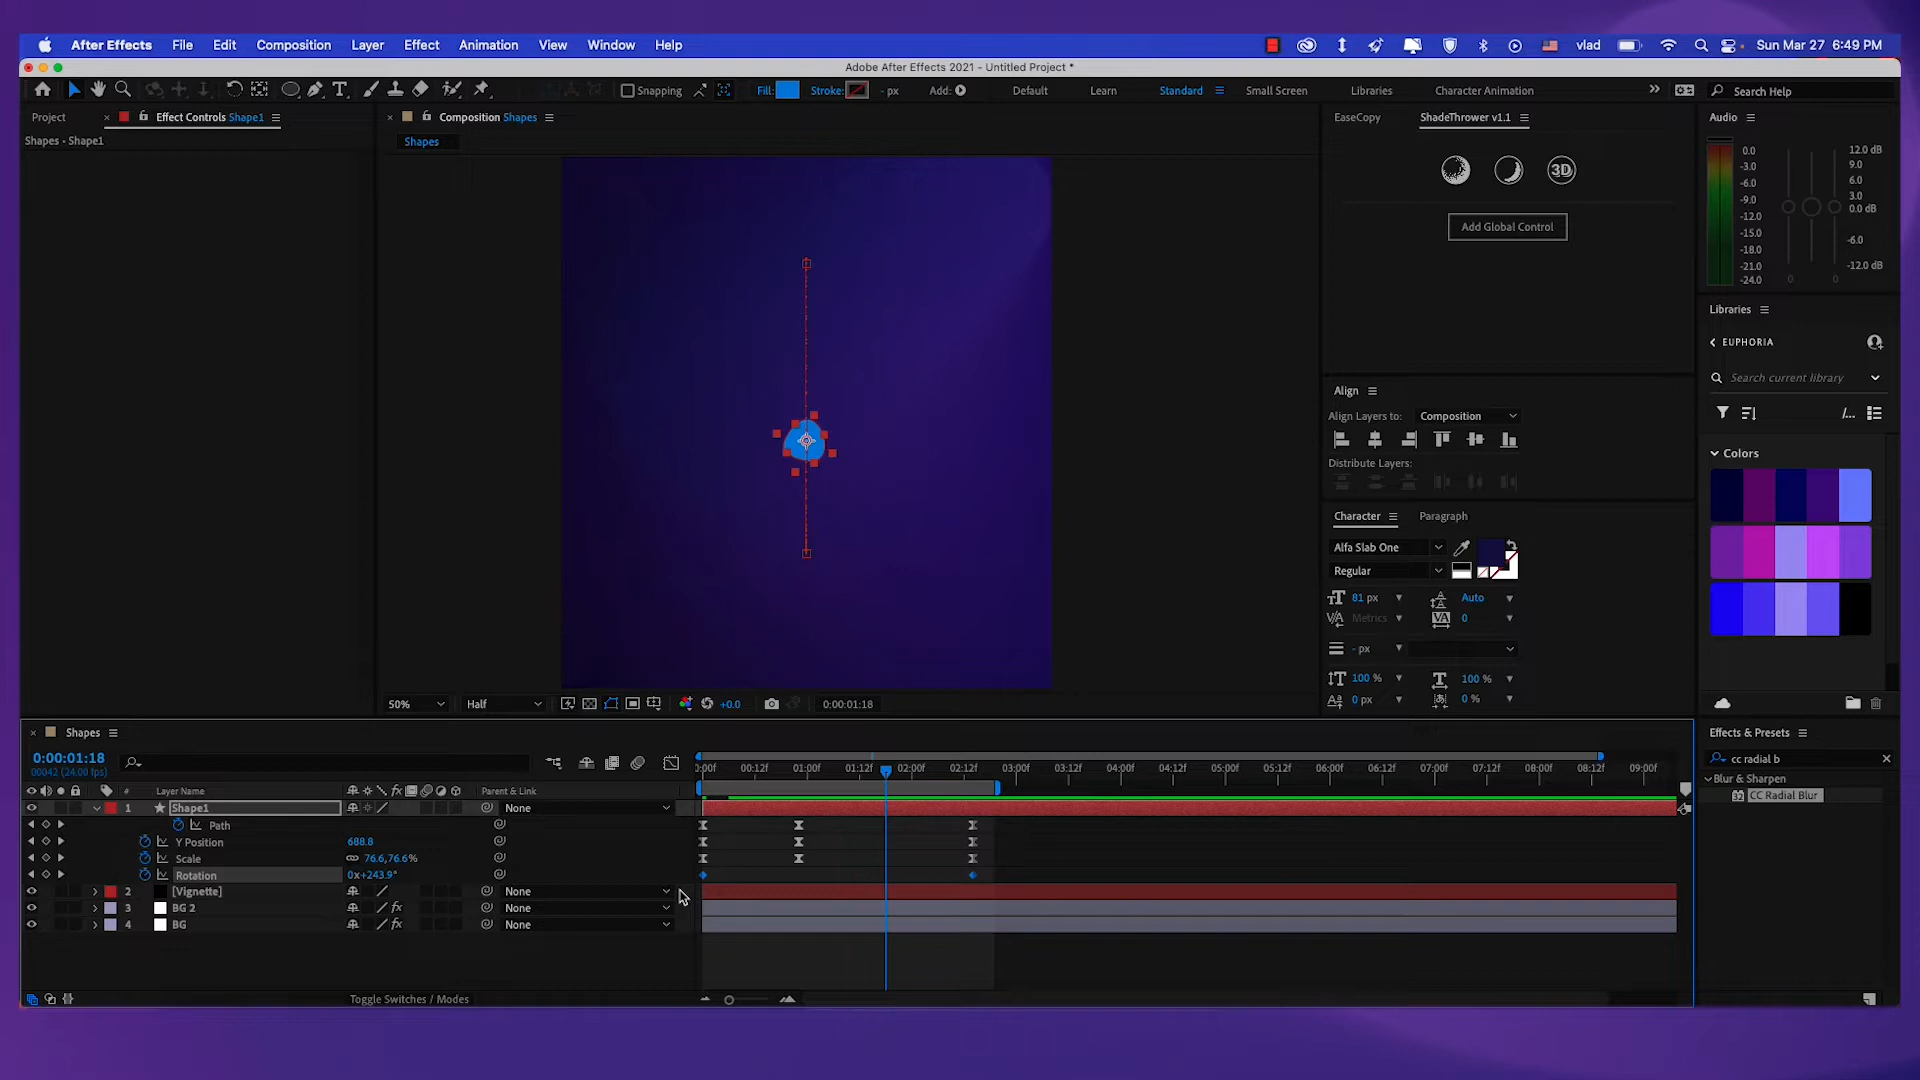 After Effects File Edit Composition Layer Effect Animation View Window Help vlad Sun Mar 27 6:49 PM
Adobe After Effects 2021 - Untitled Project *
Snapping Fill: Stroke: - px Add: Default Learn Standard Small Screen Libraries Character Animation Search Help
Project Effect Controls Shape1 Composition Shapes EaseCopy ShadeThrower v1.1 Audio
Shapes - Shape1 Shapes
0.0 12.0 dB
-3.0 9.0
-6.0 6.0
-9.0 3.0
-12.0 0.0 dB
-15.0
-18.0 -6.0
-21.0
-24.0 -12.0 dB
0 0
3D
Add Global Control
Libraries
EUPHORIA
Search current library
Align
Align Layers to: Composition
Distribute Layers:
Colors
Character Paragraph
Alfa Slab One
Regular
81 px Auto
Metrics 0
- px
100 % 100 %
0 px 0 %
50% Half +0.0 0:00:01:18
Shapes
0:00:01:18
00042 (24.00 fps)
0:00f 00:12f 01:00f 01:12f 02:00f 02:12f 03:00f 03:12f 04:00f 04:12f 05:00f 05:12f 06:00f 06:12f 07:00f 07:12f 08:00f 08:12f 09:00f
# Layer Name fx Parent & Link
1 Shape1 None
Path
Y Position 688.8
Scale 76.6,76.6%
Rotation 0x+243.9°
2 [Vignette] None
3 BG 2 fx None
4 BG fx None
Toggle Switches / Modes
Effects & Presets
cc radial b
Blur & Sharpen
CC Radial Blur